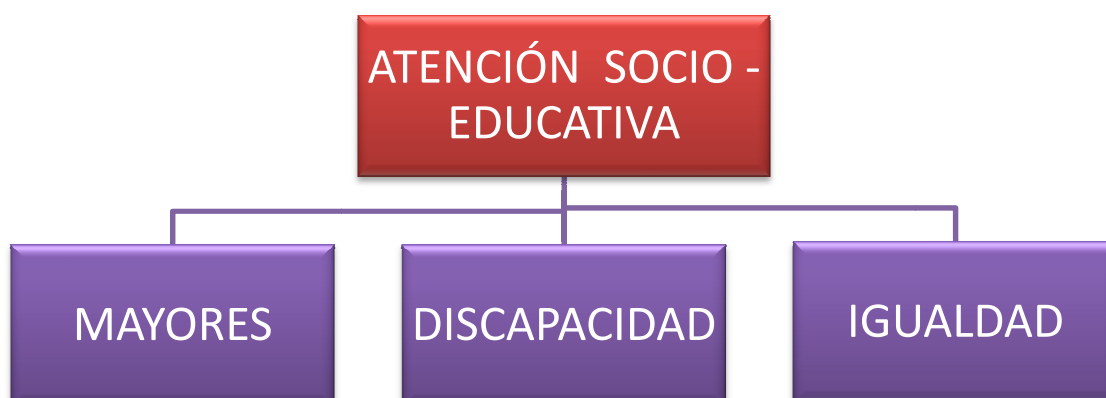 ATENCIÓN SOCIO -
EDUCATIVA
MAYORES
DISCAPACIDAD
IGUALDAD